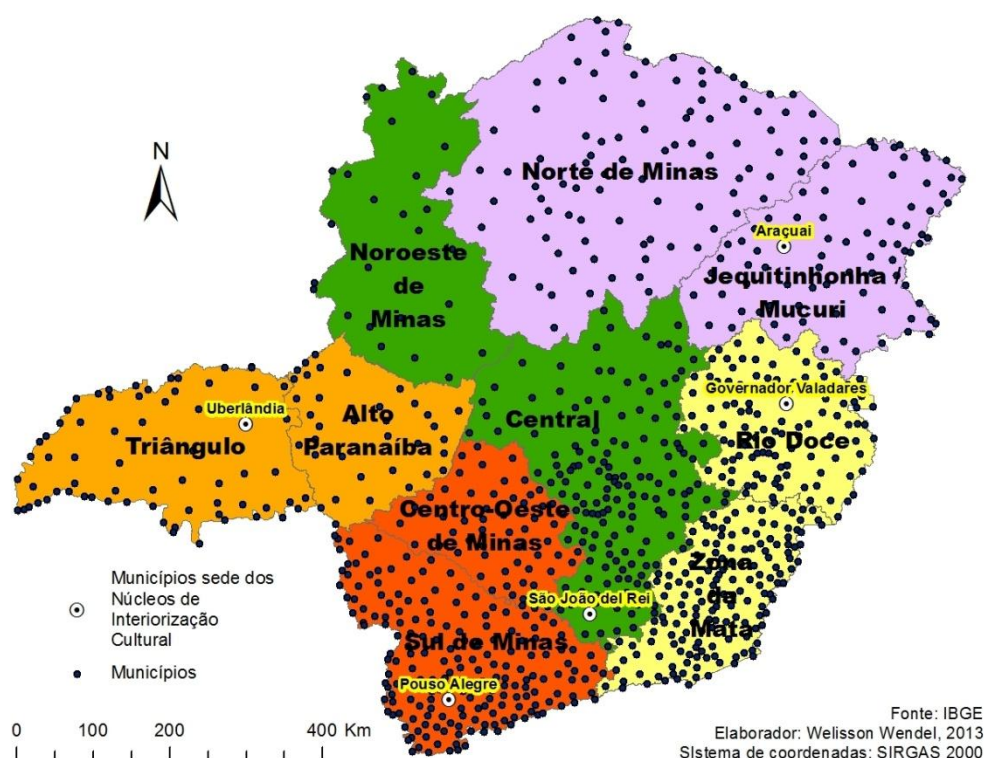 N
Norte de Minas
Araçuai
Jequitinhonha /
Mucuri
Noroeste
de
Minas
Governador Valadares
Uberlândia
Alto
Paranaíba
Central
Rio Doce
Triângulo
Centro-Oeste
de Minas
Zona
da
Mata
São João del Rei
Sul de Minas
Pouso Alegre
Municípios sede dos
Núcleos de
Interiorização
Cultural
Municípios
0 100 200 400 Km
Fonte: IBGE
Elaborador: Welisson Wendel, 2013
Sistema de coordenadas: SIRGAS 2000